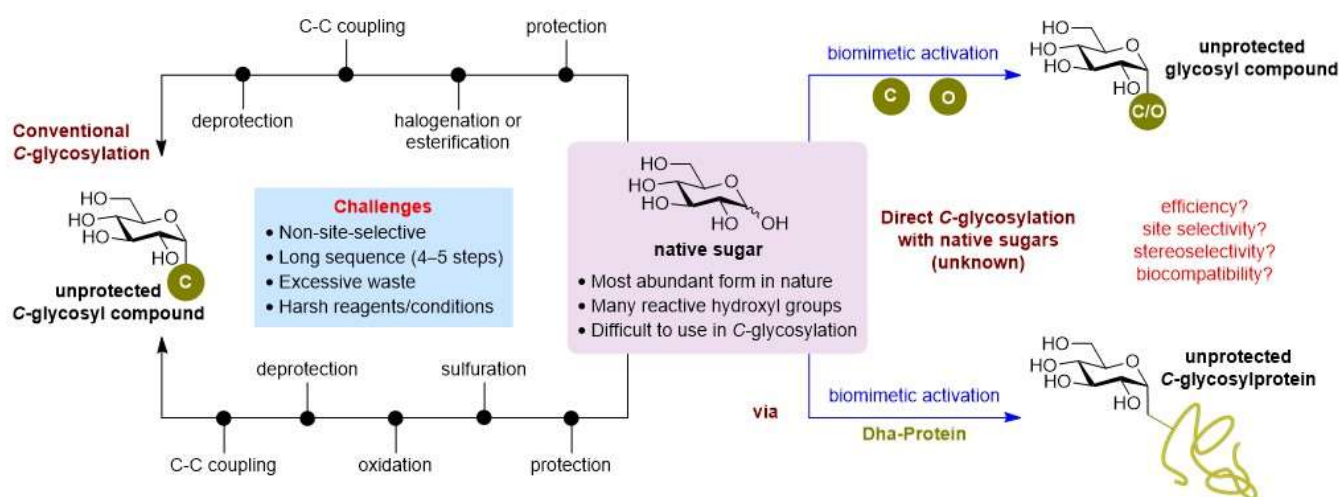 C-C coupling
protection
deprotection
halogenation or
esterification
Conventional
C-glycosylation
HO
HO
HO
HO
O
C
unprotected
C-glycosyl compound
Challenges
• Non-site-selective
• Long sequence (4–5 steps)
• Excessive waste
• Harsh reagents/conditions
deprotection
sulfuration
C-C coupling
oxidation
protection
HO
HO
HO
HO
O
OH
native sugar
• Most abundant form in nature
• Many reactive hydroxyl groups
• Difficult to use in C-glycosylation
biomimetic activation
C
O
HO
HO
HO
HO
O
C/O
unprotected
glycosyl compound
Direct C-glycosylation
with native sugars
(unknown)
efficiency?
site selectivity?
stereoselectivity?
biocompatibility?
via
biomimetic activation
Dha-Protein
HO
HO
HO
HO
O
unprotected
C-glycosylprotein